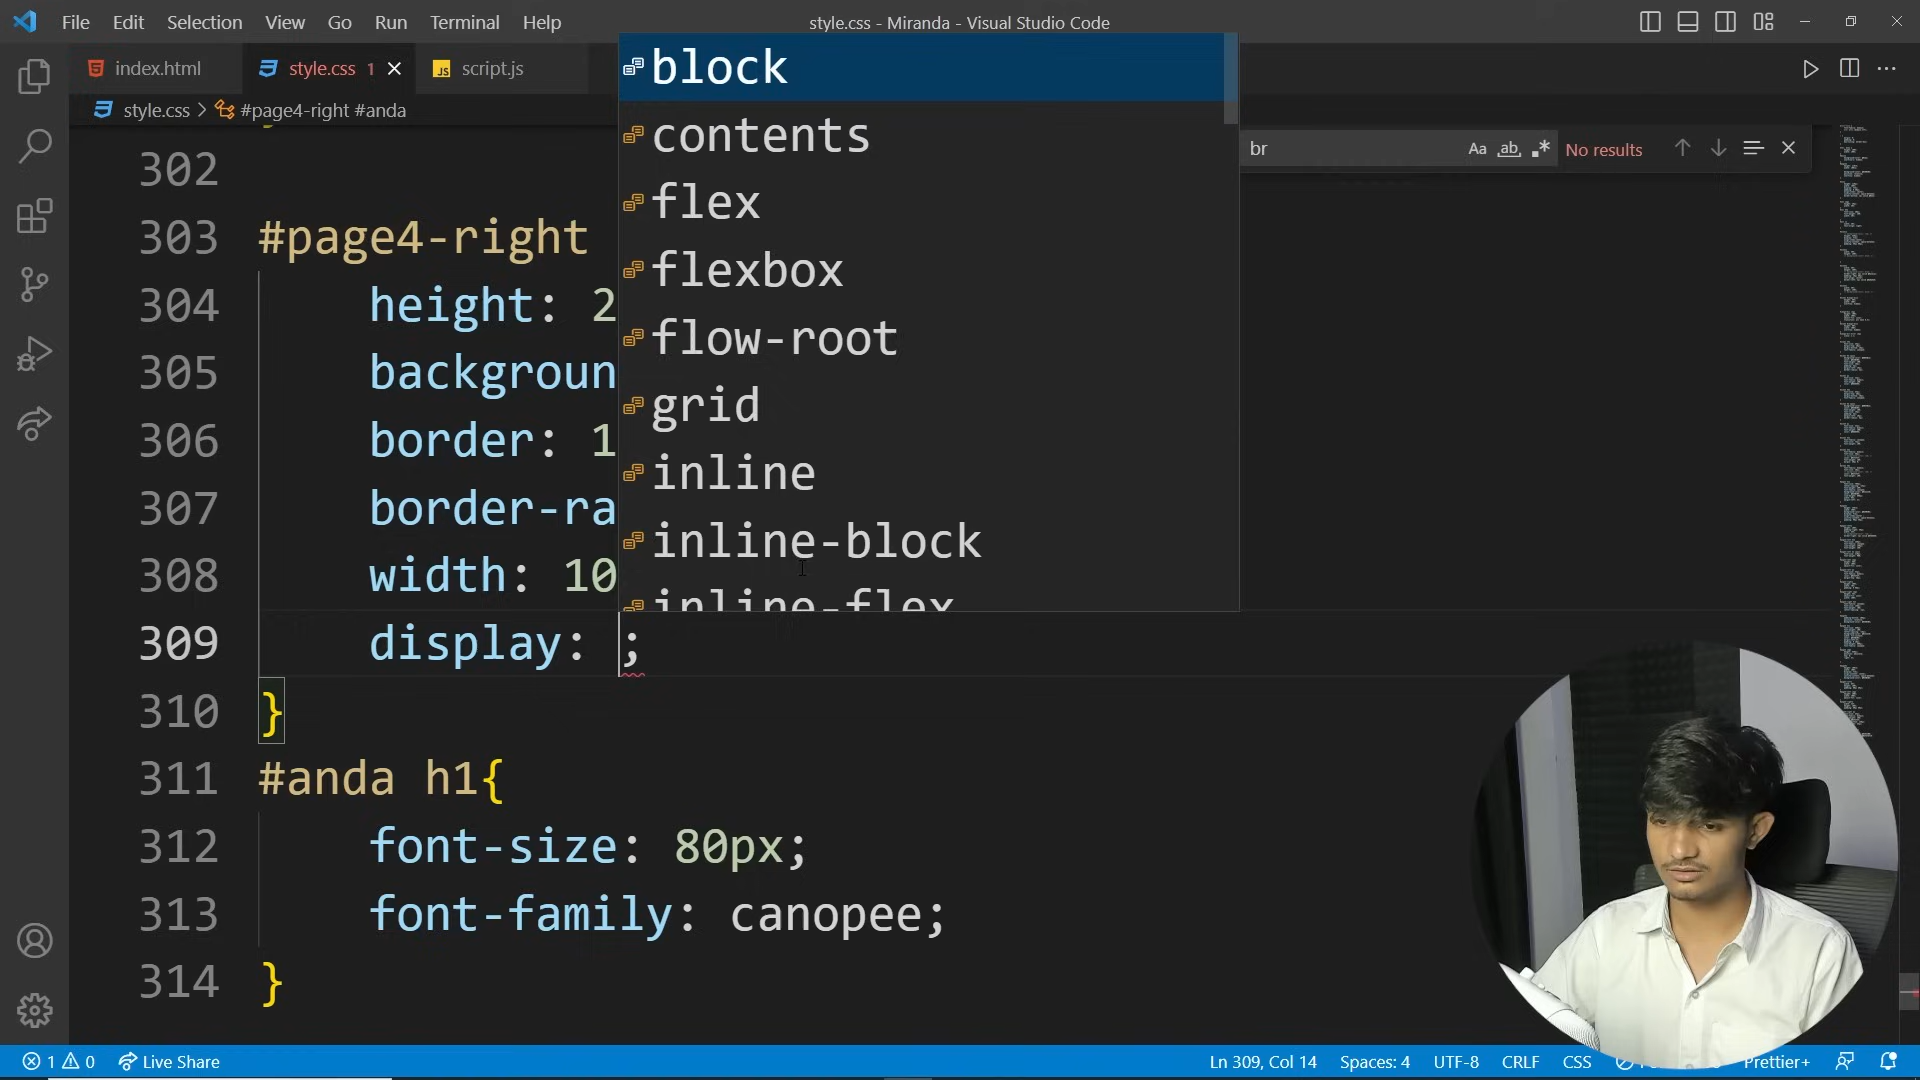 File Edit Selection View Go Run Terminal Help
style.css - Miranda - Visual Studio Code
index.html style.css 1 script.js
style.css > #page4-right #anda
br Aa ab No results
302
303 #page4-right
304 height: 2
305 backgroun
306 border: 1
307 border-ra
308 width: 10
309 display: ;
310 }
311 #anda h1{
312 font-size: 80px;
313 font-family: canopee;
314 }
block
contents
flex
flexbox
flow-root
grid
inline
inline-block
inline-flex
1 0 Live Share
Ln 309, Col 14 Spaces: 4 UTF-8 CRLF CSS Prettier+